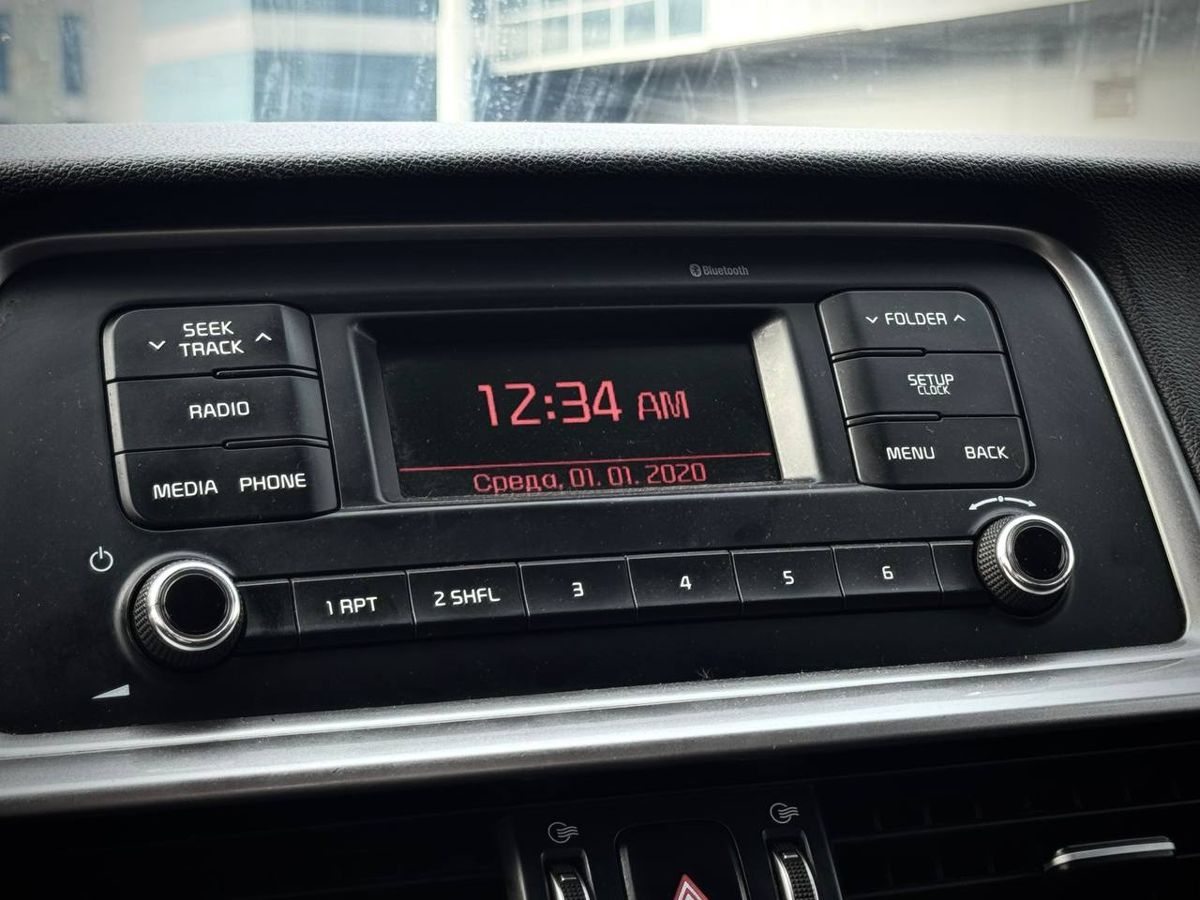 Bluetooth
SEEK
TRACK
RADIO
MEDIA PHONE
12:34 AM
Среда, 01. 01. 2020
FOLDER
SETUP
CLOCK
MENU BACK
1 RPT 2 SHFL 3 4 5 6